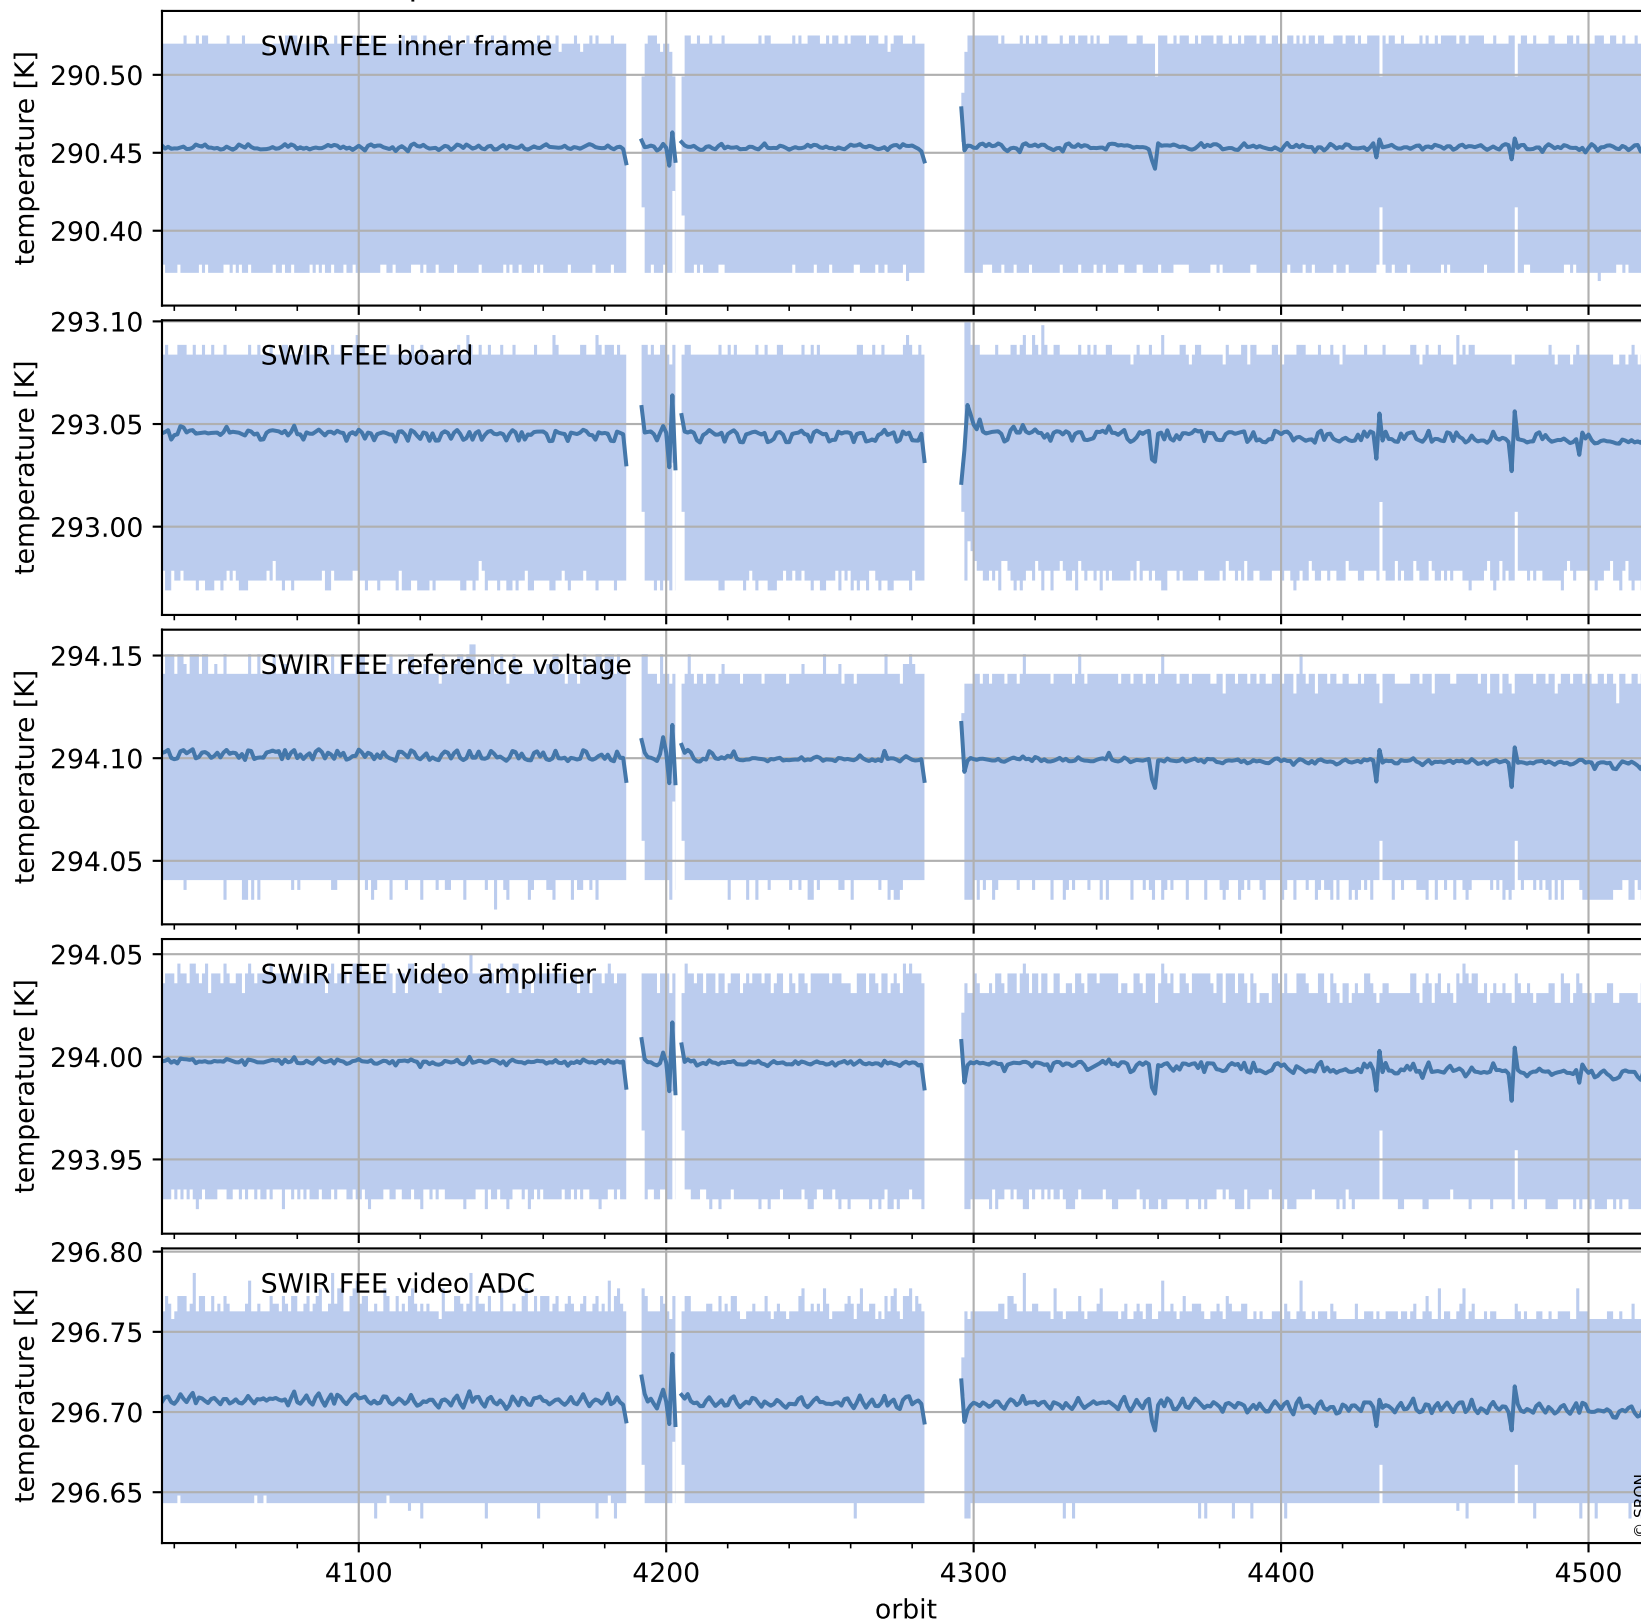 SWIR FEE inner frame
temperature [K]
290.50
290.45
290.40
SWIR FEE board
temperature [K]
293.10
293.05
293.00
SWIR FEE reference voltage
temperature [K]
294.15
294.10
294.05
SWIR FEE video amplifier
temperature [K]
294.05
294.00
293.95
SWIR FEE video ADC
temperature [K]
296.80
296.75
296.70
296.65
4100 4200 4300 4400 4500
orbit
© SRON